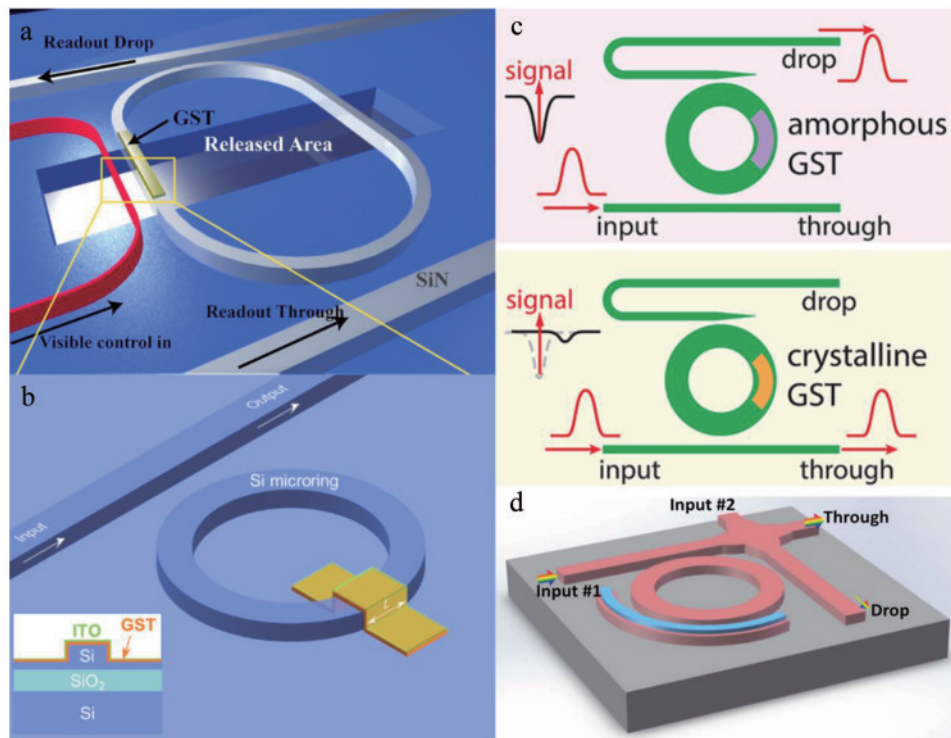 a
Readout Drop
GST
Released Area
SiN
Readout Through
Visible control in
b
Input
Output
Si microring
L
ITO
GST
Si
SiO₂
Si
c
signal
drop
amorphous
GST
input
through
signal
drop
crystalline
GST
input
through
d
Input #2
Through
Input #1
Drop